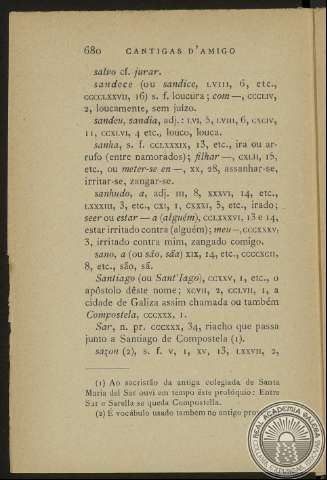 680 CANTIGAS D'AMIGO
salvo cf. jurar.
sandece (ou sandice, LVIII, 6, etc.,
CGCCLXXVII, 16) s. f. loucura; com —, CCCLIV,
2, loucamente, sem juízo.
sandeu, sandia, adj.: LVI, 5, LVIII, 6, CXCIV,
11, CCXLVI, 4 etc., louco, louca.
sanha, s. f. CCLXXXIX, 13, etc., ira ou ar-
rufo (entre namorados); filhar —, CXLII, 15,
etc., ou meter-se en —, XX, 28, assanhar-se,
irritar-se, zangar-se.
sanhudo, a, adj. III, 8, XXXVI, 14, etc.,
LXXXIII, 3, etc., CXI, 1, CXXXI, 5, etc., irado;
seer ou estar — a (alguém), CCLXXXVI, 13 e 14,
estar irritado contra (alguém); meu —, CCCXXXV,
3, irritado contra mim, zangado comigo.
sano, a (ou são, sãa) XIX, 14, etc., CCCCXCII,
8, etc., são, sã.
Santiago (ou Sant'Iago), CCXXV, 1, etc., o
apóstolo dêste nome; XCVII, 2, CCLVII, 1, a
cidade de Galiza assim chamada ou também
Compostela, CCCXXX, 1.
Sar, n. pr. CCCXXX, 34, riacho que passa
junto a Santiago de Compostela (1).
sazon (2), s. f. V, 1, XV, 13, LXXVII, 2,
(1) Ao sacristão da antiga colegiada de Santa
Maria del Sar ouvi em tempo êste prolóquio: Entre
Sar e Sarella se queda Compostella.
(2) É vocábulo usado tambem no antigo
REAL ACADEMIA GALEGA